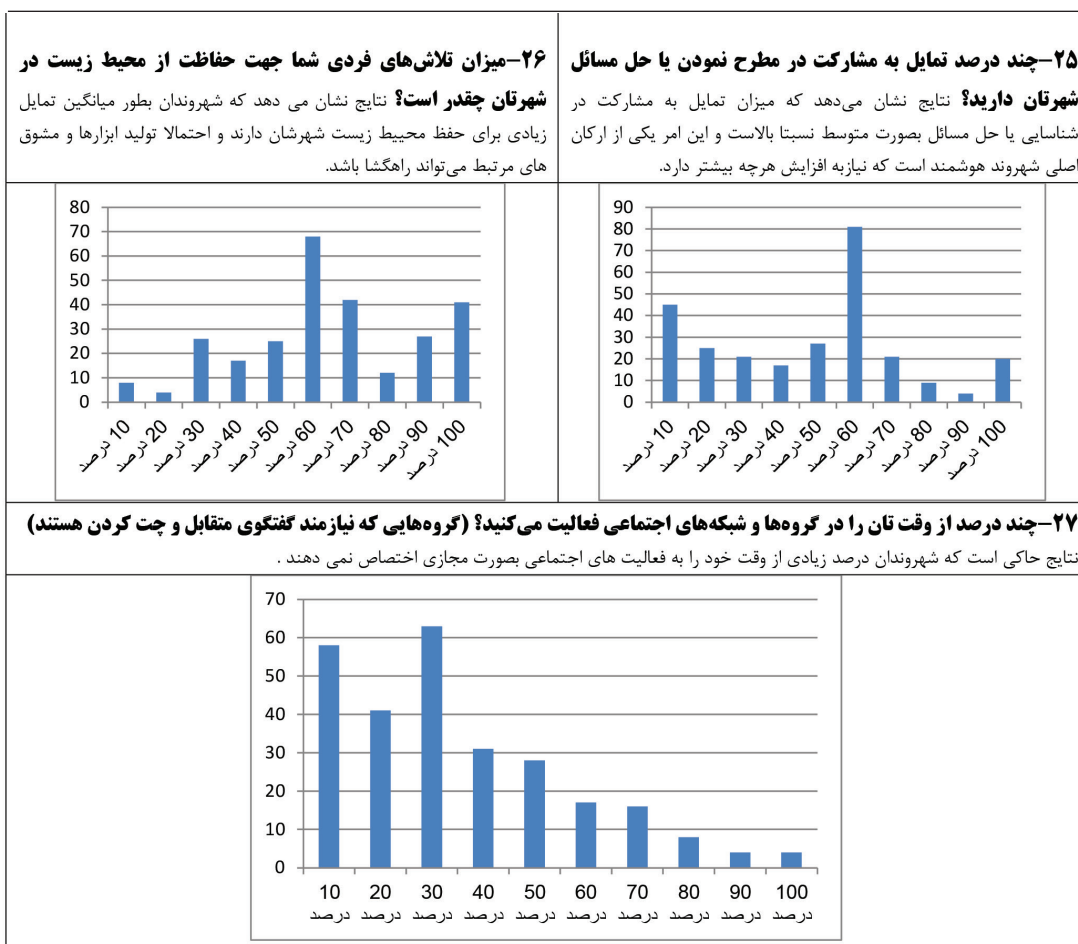 ۲۵–چند درصد تمایل به مشارکت در مطرح نمودن یا حل مسائل
شهرتان دارید؟ نتایج نشان می‌دهد که میزان تمایل به مشارکت در
شناسایی یا حل مسائل بصورت متوسط نسبتا بالاست و این امر یکی از ارکان
اصلی شهروند هوشمند است که نیازبه افزایش هرچه بیشتر دارد.
90
80
70
60
50
40
30
20
10
0
10 درصد
20 درصد
30 درصد
40 درصد
50 درصد
60 درصد
70 درصد
80 درصد
90 درصد
100 درصد
۲۶–میزان تلاش‌های فردی شما جهت حفاظت از محیط زیست در
شهرتان چقدر است؟ نتایج نشان می دهد که شهروندان بطور میانگین تمایل
زیادی برای حفظ محییط زیست شهرشان دارند و احتمالا تولید ابزارها و مشوق
های مرتبط می‌تواند راهگشا باشد.
80
70
60
50
40
30
20
10
0
10 درصد
20 درصد
30 درصد
40 درصد
50 درصد
60 درصد
70 درصد
80 درصد
90 درصد
100 درصد
۲۷–چند درصد از وقت تان را در گروه‌ها و شبکه‌های اجتماعی فعالیت می‌کنید؟ (گروه‌هایی که نیازمند گفتگوی متقابل و چت کردن هستند)
نتایج حاکی است که شهروندان درصد زیادی از وقت خود را به فعالیت های اجتماعی بصورت مجازی اختصاص نمی دهند .
70
60
50
40
30
20
10
0
10 20 30 40 50 60 70 80 90 100
درصد درصد درصد درصد درصد درصد درصد درصد درصد درصد